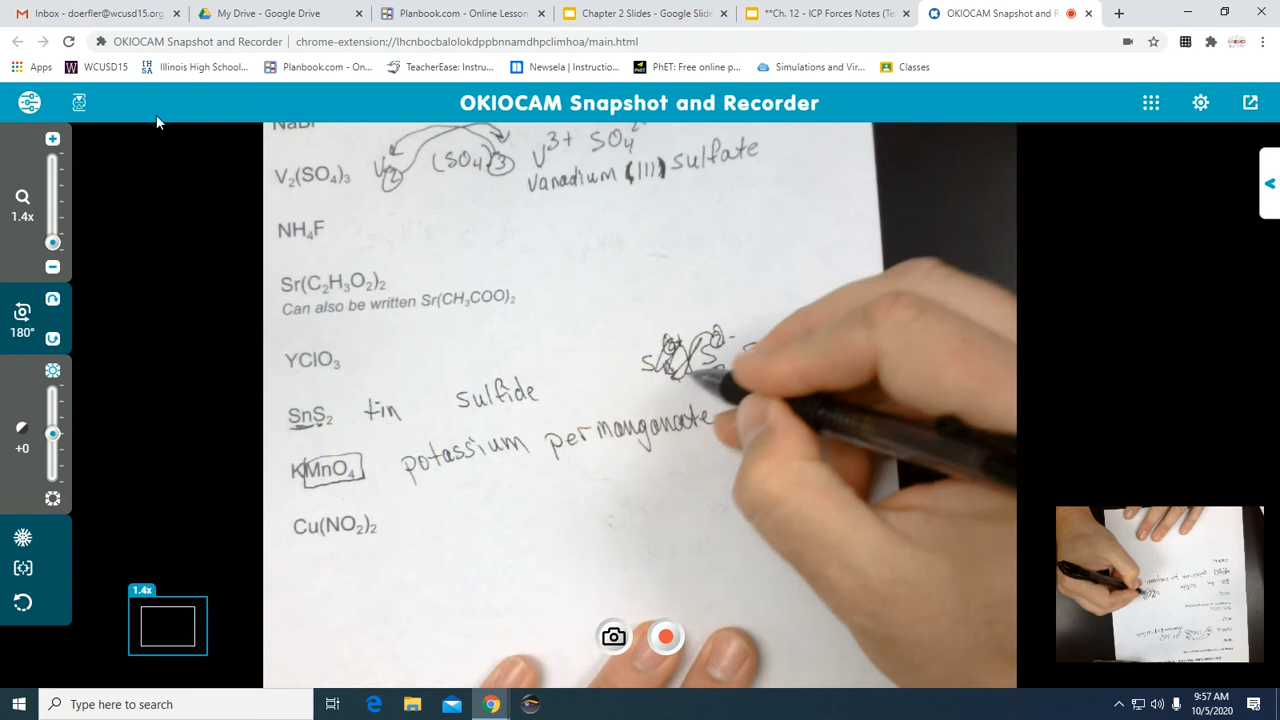 Inbox - doerfler@wcusd15.org
My Drive - Google Drive
Planbook.com - Online Lesson
Chapter 2 Slides - Google Slide
**Ch. 12 - ICP Forces Notes (Te
OKIOCAM Snapshot and R
OKIOCAM Snapshot and Recorder | chrome-extension://lhcnbocbalolokdppbnnamdhpclimhoa/main.html
Apps WCUSD15 Illinois High School... Planbook.com - On... TeacherEase: Instru... Newsela | Instructio... PhET: Free online p... Simulations and Vir... Classes
OKIOCAM Snapshot and Recorder
V₂(SO₄)₃ V₂ (SO₄)₃ V³⁺ SO₄²⁻
Vanadium (III) sulfate
NH₄F
Sr(C₂H₃O₂)₂
Can also be written Sr(CH₃COO)₂
YClO₃
SnS₂ tin sulfide
KMnO₄ potassium permanganate
Cu(NO₂)₂
1.4x
180°
+0
1.4x
Type here to search
9:57 AM
10/5/2020